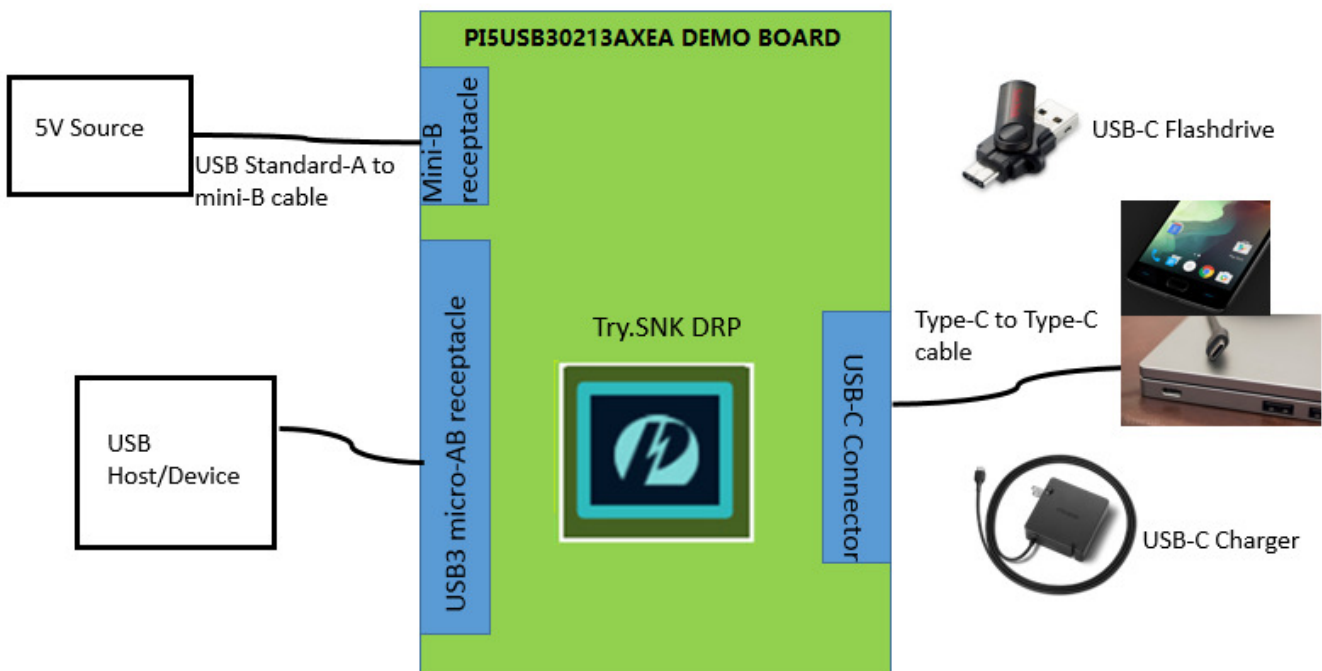 PI5USB30213AXEA DEMO BOARD
5V Source
USB Standard-A to
mini-B cable
Mini-B
receptacle
USB-C Flashdrive
USB3 micro-AB receptacle
Try.SNK DRP
USB-C Connector
Type-C to Type-C
cable
USB
Host/Device
USB-C Charger